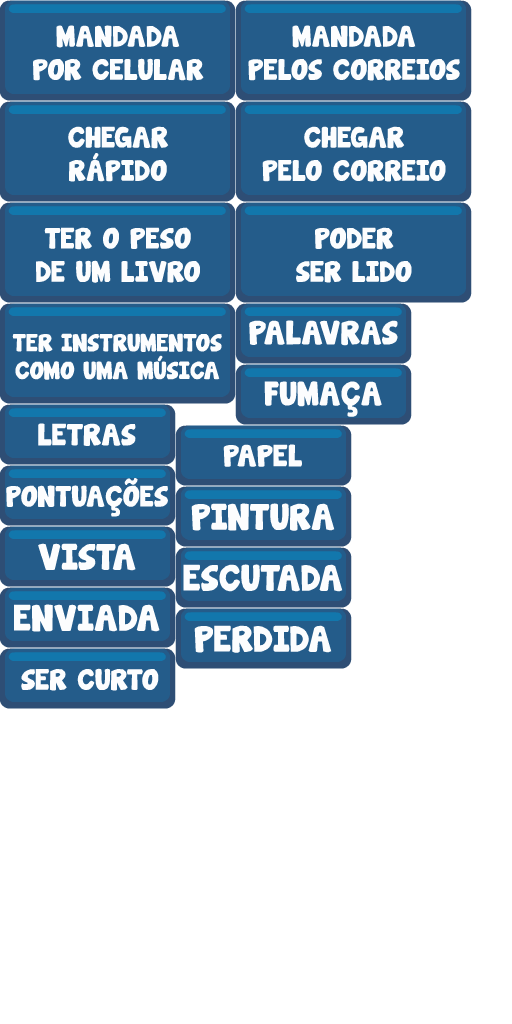 MANDADA
POR CELULAR
MANDADA
PELOS CORREIOS
CHEGAR
RÁPIDO
CHEGAR
PELO CORREIO
TER O PESO
DE UM LIVRO
PODER
SER LIDO
TER INSTRUMENTOS
COMO UMA MÚSICA
PALAVRAS
FUMAÇA
LETRAS
PAPEL
PONTUAÇÕES
PINTURA
VISTA
ESCUTADA
ENVIADA
PERDIDA
SER CURTO